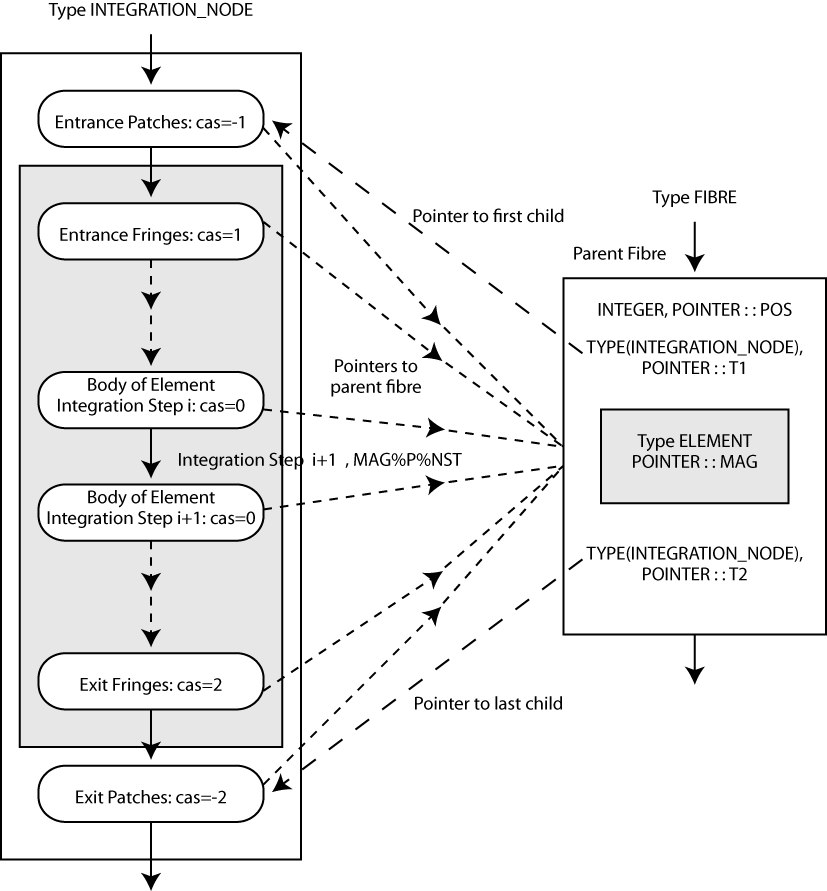 Type INTEGRATION_NODE
Entrance Patches: cas=-1
Entrance Fringes: cas=1
Body of Element
Integration Step i: cas=0
Integration Step i+1 , MAG%P%NST
Body of Element
Integration Step i+1: cas=0
Exit Fringes: cas=2
Exit Patches: cas=-2
Pointer to first child
Pointers to
parent fibre
Pointer to last child
Type FIBRE
Parent Fibre
INTEGER, POINTER : : POS
TYPE(INTEGRATION_NODE),
POINTER : : T1
Type ELEMENT
POINTER : : MAG
TYPE(INTEGRATION_NODE),
POINTER : : T2